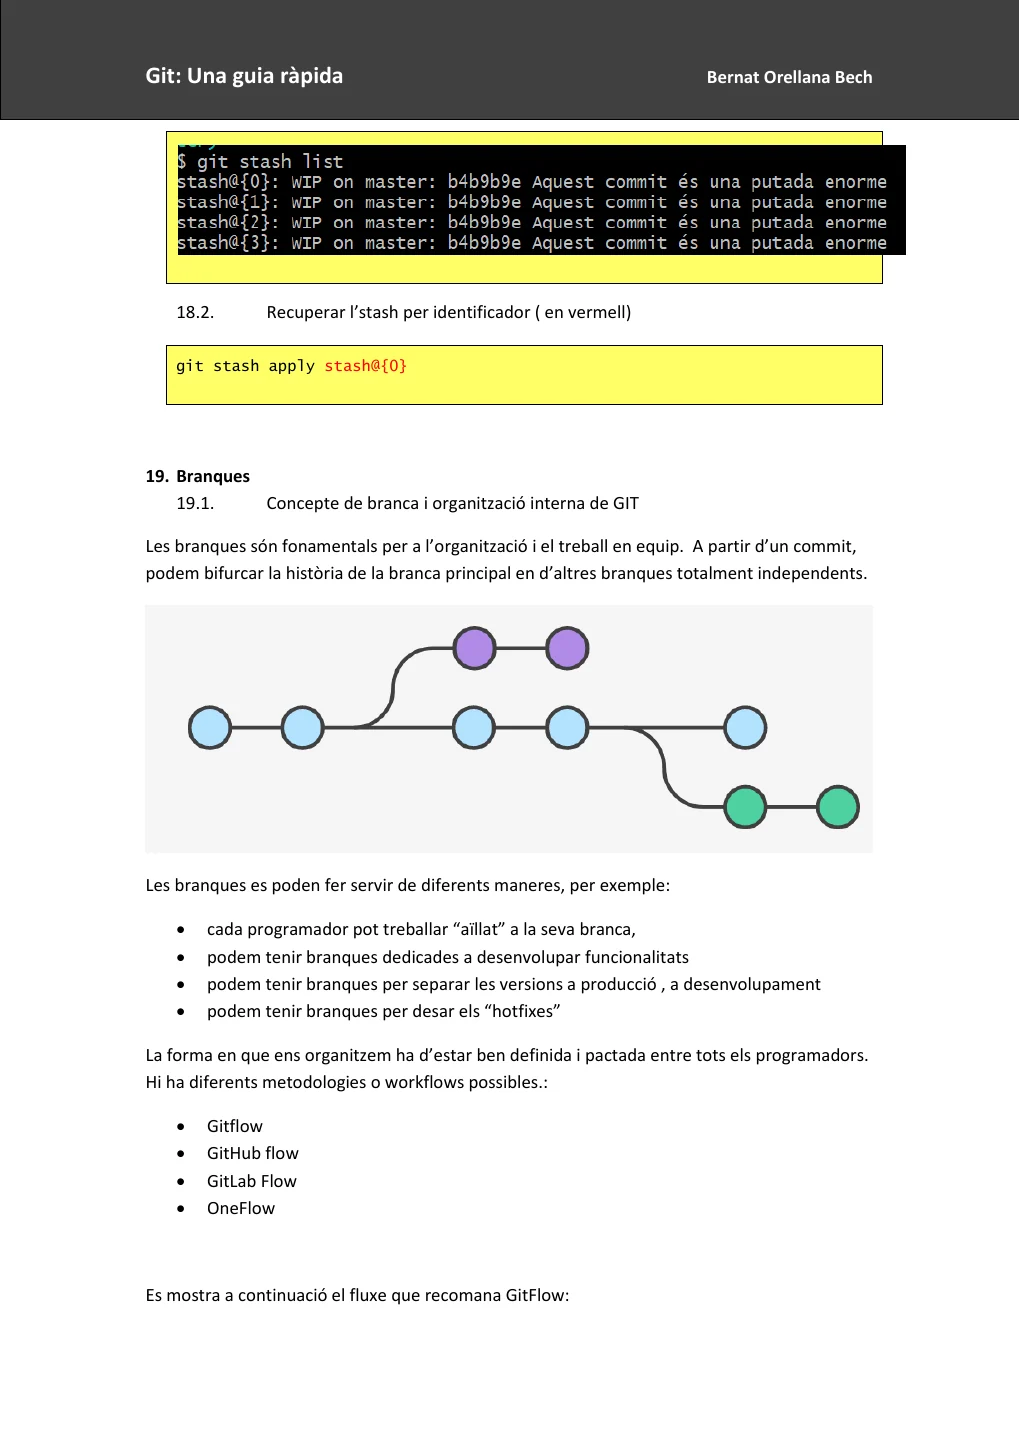 Git: Una guia ràpida
Bernat Orellana Bech
$ git stash list
stash@{0}: WIP on master: b4b9b9e Aquest commit és una putada enorme
stash@{1}: WIP on master: b4b9b9e Aquest commit és una putada enorme
stash@{2}: WIP on master: b4b9b9e Aquest commit és una putada enorme
stash@{3}: WIP on master: b4b9b9e Aquest commit és una putada enorme
18.2. Recuperar l’stash per identificador ( en vermell)
git stash apply stash@{0}
19. Branques
19.1. Concepte de branca i organització interna de GIT
Les branques són fonamentals per a l’organització i el treball en equip.  A partir d’un commit,
podem bifurcar la història de la branca principal en d’altres branques totalment independents.
Les branques es poden fer servir de diferents maneres, per exemple:
• cada programador pot treballar “aïllat” a la seva branca,
• podem tenir branques dedicades a desenvolupar funcionalitats
• podem tenir branques per separar les versions a producció , a desenvolupament
• podem tenir branques per desar els “hotfixes”
La forma en que ens organitzem ha d’estar ben definida i pactada entre tots els programadors.
Hi ha diferents metodologies o workflows possibles.:
• Gitflow
• GitHub flow
• GitLab Flow
• OneFlow
Es mostra a continuació el fluxe que recomana GitFlow: